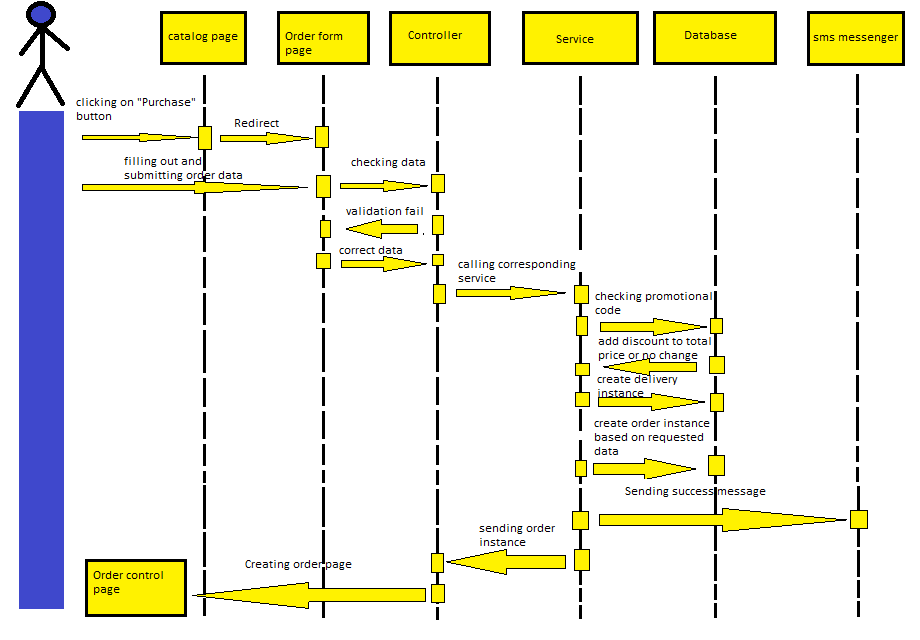 catalog page
Order form
page
Controller
Service
Database
sms messenger
clicking on "Purchase"
button
Redirect
filling out and
submitting order data
checking data
validation fail
correct data
calling corresponding
service
checking promotional
code
add discount to total
price or no change
create delivery
instance
create order instance
based on requested
data
Sending success message
sending order
instance
Creating order page
Order control
page